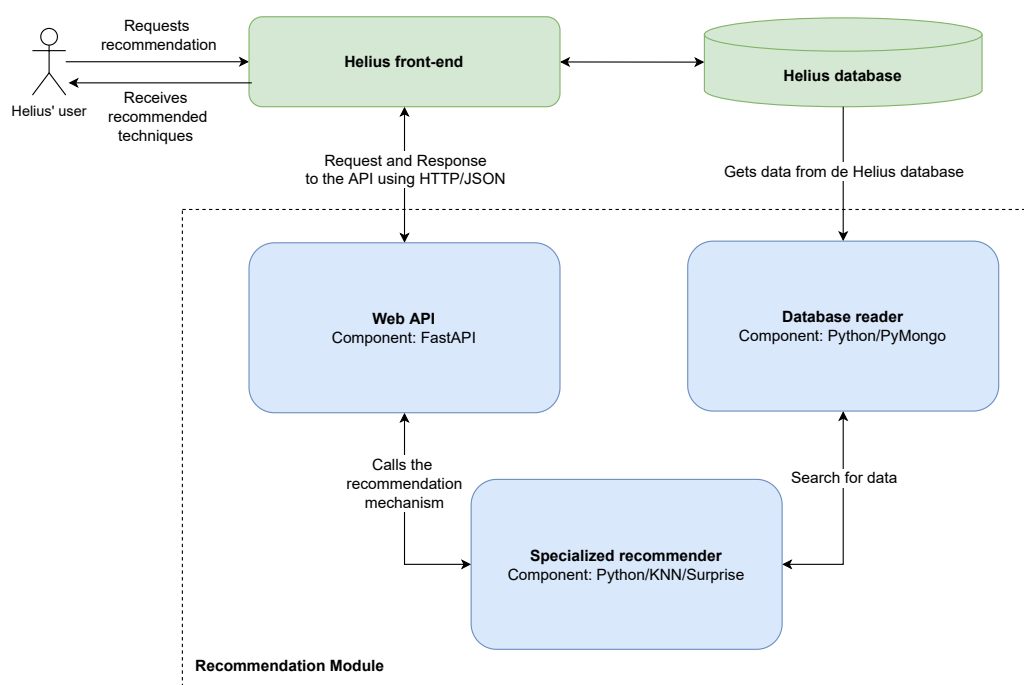 Requests
recommendation
Helius' user
Receives
recommended
techniques
Helius front-end
Helius database
Request and Response
to the API using HTTP/JSON
Gets data from de Helius database
Web API
Component: FastAPI
Database reader
Component: Python/PyMongo
Calls the
recommendation
mechanism
Search for data
Specialized recommender
Component: Python/KNN/Surprise
Recommendation Module